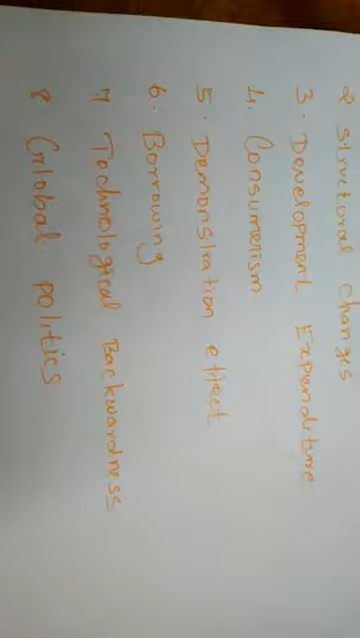 2 Structural changes
3. Development Expenditure
4. Consumerism
5. Demonstration effect
6. Borrowing
7 Technological Backwardness
8 Global politics